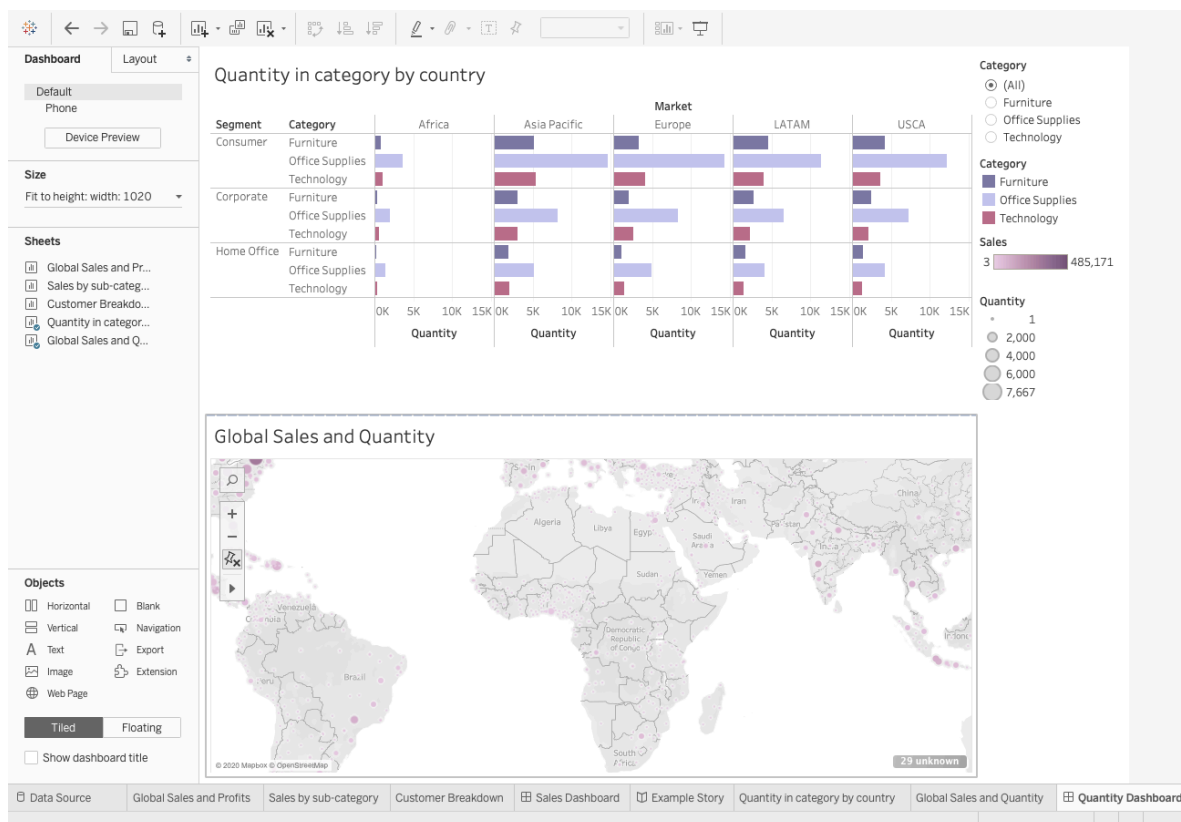 Dashboard
Layout
Default
Phone
Device Preview
Size
Fit to height: width: 1020
Sheets
Global Sales and Pr...
Sales by sub-categ...
Customer Breakdo...
Quantity in categor...
Global Sales and Q...
Objects
Horizontal Blank
Vertical Navigation
Text Export
Image Extension
Web Page
Tiled Floating
Show dashboard title
Quantity in category by country
Market
Segment Category Africa Asia Pacific Europe LATAM USCA
Consumer Furniture
Office Supplies
Technology
Corporate Furniture
Office Supplies
Technology
Home Office Furniture
Office Supplies
Technology
0K 5K 10K 15K 0K 5K 10K 15K 0K 5K 10K 15K 0K 5K 10K 15K 0K 5K 10K 15K
Quantity Quantity Quantity Quantity Quantity
Category
(All)
Furniture
Office Supplies
Technology
Category
Furniture
Office Supplies
Technology
Sales
3 485,171
Quantity
1
2,000
4,000
6,000
7,667
Global Sales and Quantity
China
Iran
Algeria
Libya
Egypt
Saudi
Arabia
India
Sudan
Yemen
Venezuela
Democratic
Republic
of Congo
Brazil
Peru
South
Africa
© 2020 Mapbox © OpenStreetMap
29 unknown
Data Source Global Sales and Profits Sales by sub-category Customer Breakdown Sales Dashboard Example Story Quantity in category by country Global Sales and Quantity Quantity Dashboard